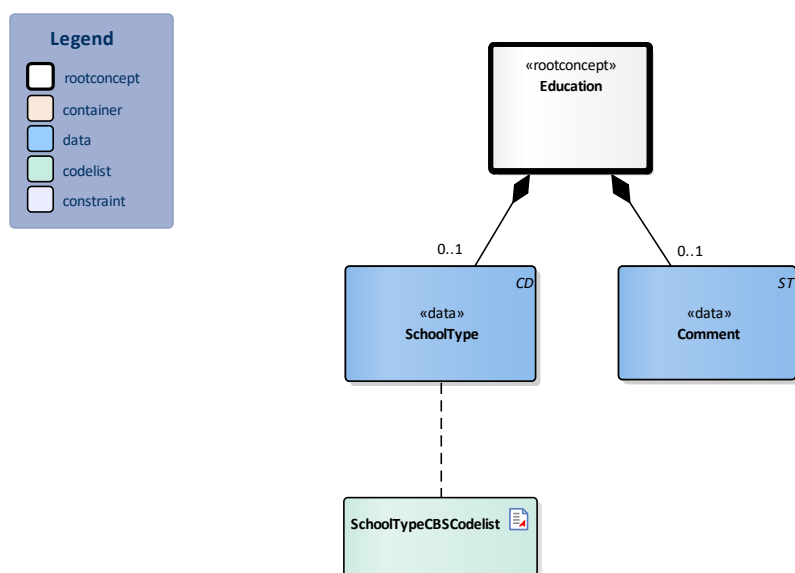 Legend
rootconcept
container
data
codelist
constraint
«rootconcept»
Education
0..1
0..1
CD
«data»
SchoolType
ST
«data»
Comment
SchoolTypeCBSCodelist